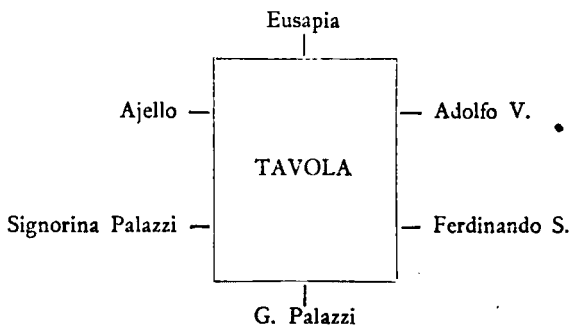 Eusapia
Ajello
Adolfo V.
TAVOLA
Signorina Palazzi
Ferdinando S.
G. Palazzi